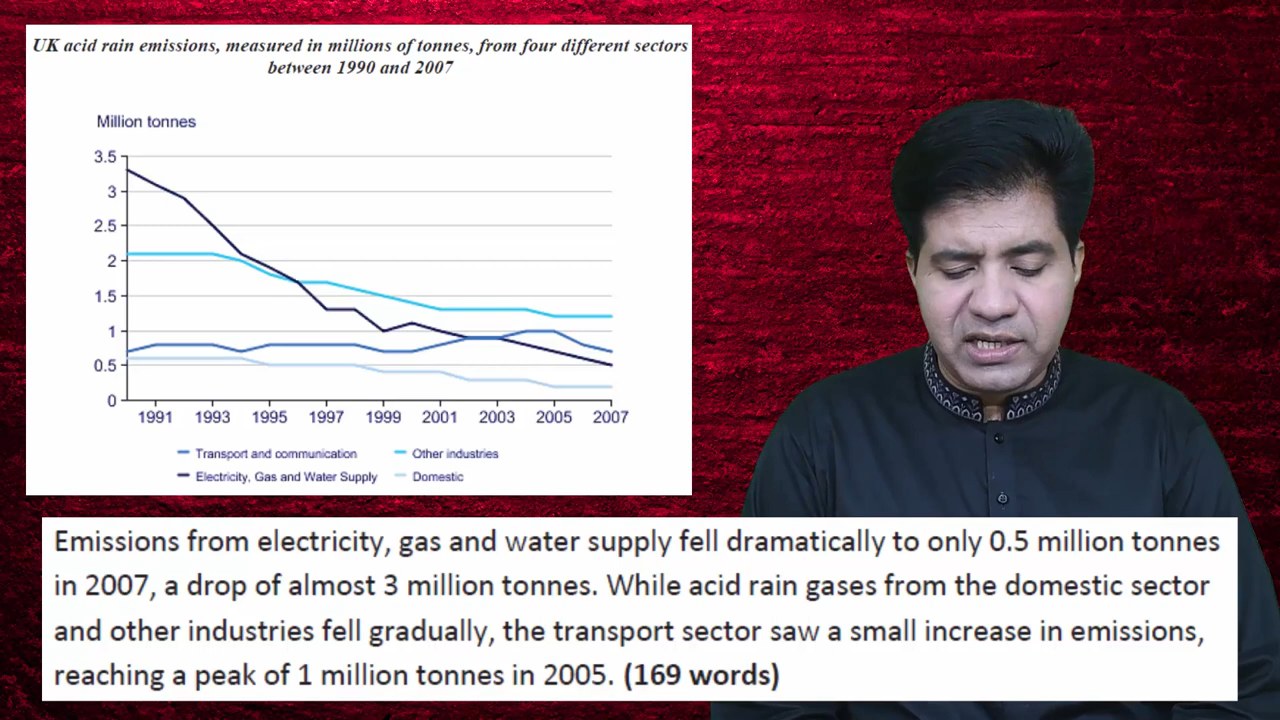 UK acid rain emissions, measured in millions of tonnes, from four different sectors
between 1990 and 2007
Million tonnes
3.5
3
2.5
2
1.5
1
0.5
0
1991 1993 1995 1997 1999 2001 2003 2005 2007
Transport and communication Other industries
Electricity, Gas and Water Supply Domestic
Emissions from electricity, gas and water supply fell dramatically to only 0.5 million tonnes
in 2007, a drop of almost 3 million tonnes. While acid rain gases from the domestic sector
and other industries fell gradually, the transport sector saw a small increase in emissions,
reaching a peak of 1 million tonnes in 2005. (169 words)